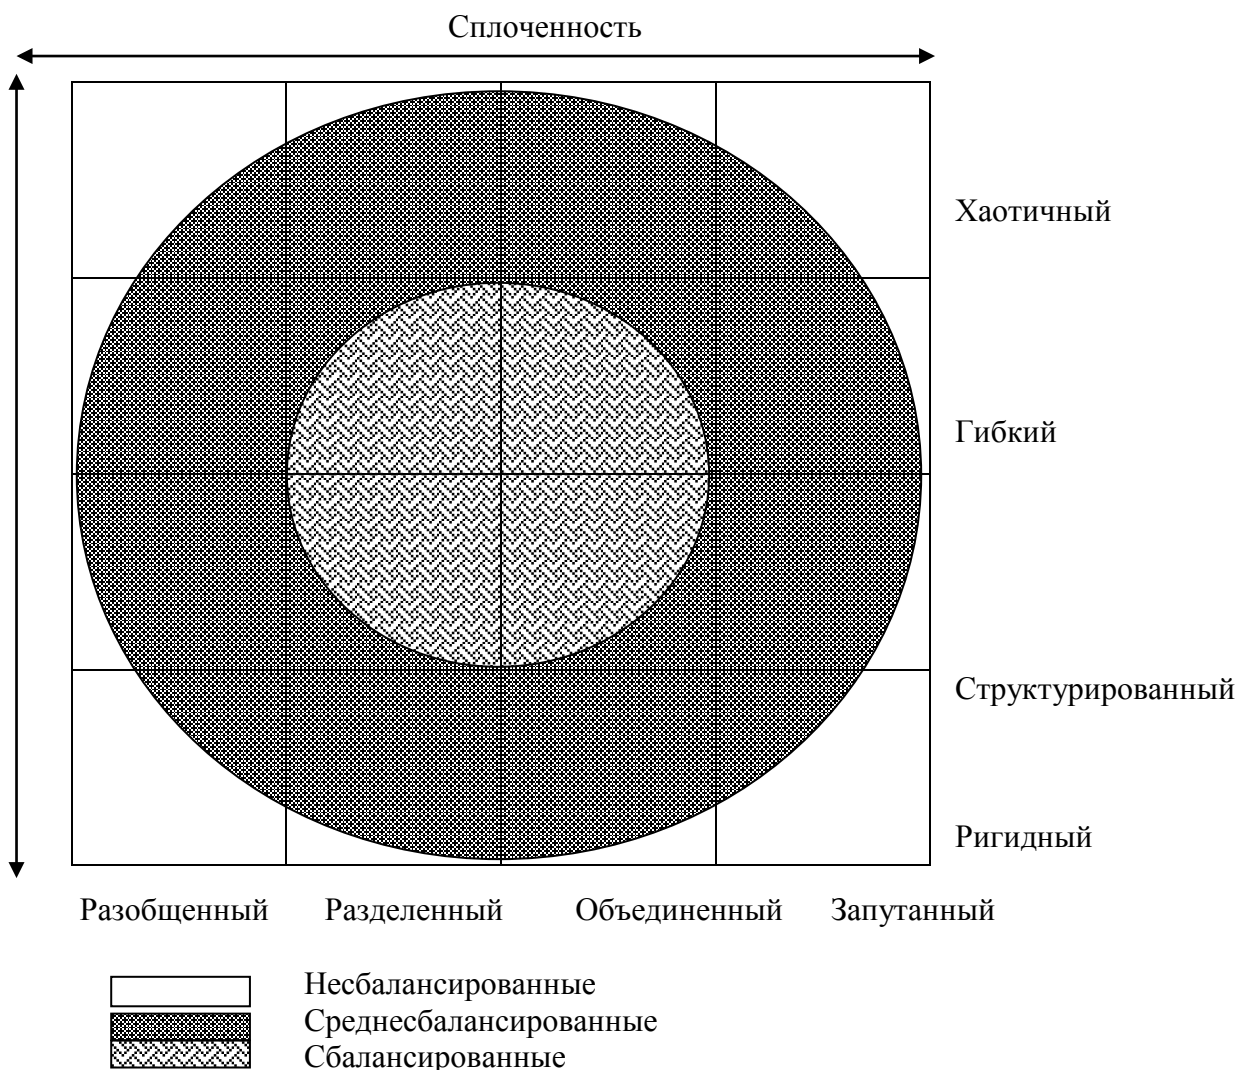 Сплоченность
Хаотичный
Гибкий
Структурированный
Ригидный
Разобщенный Разделенный Объединенный Запутанный
Несбалансированные
Среднесбалансированные
Сбалансированные